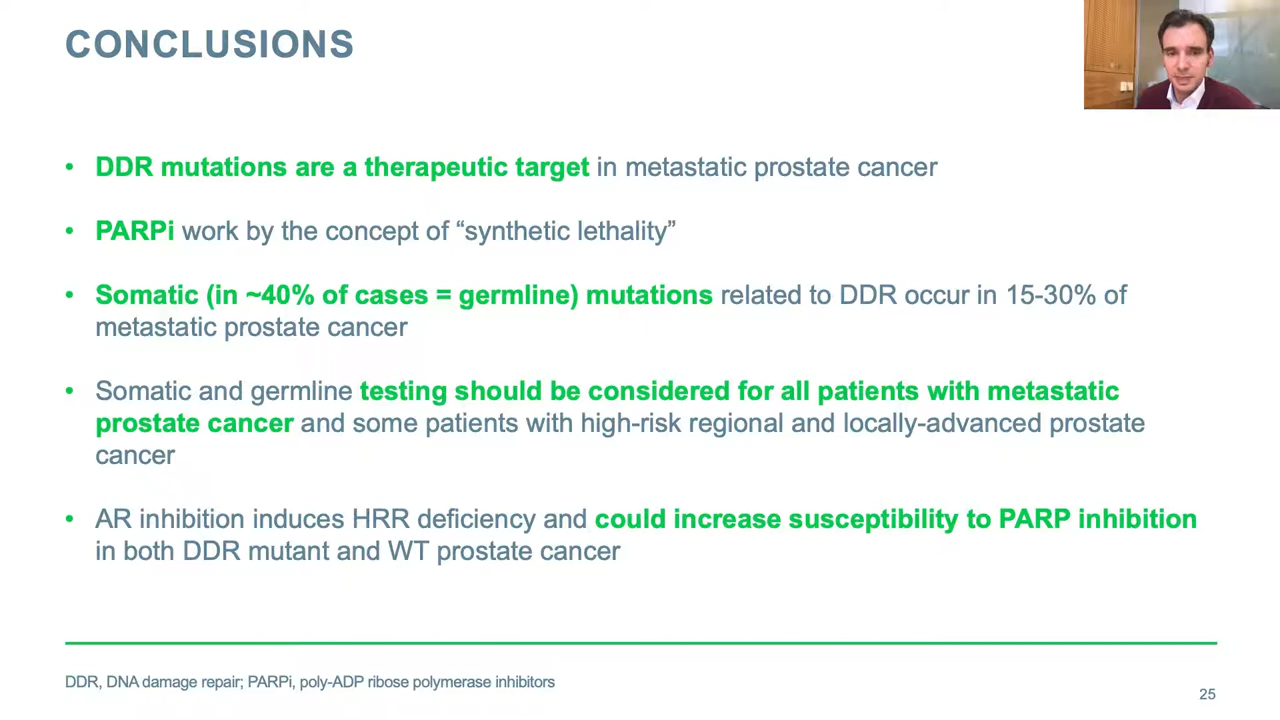 CONCLUSIONS
• DDR mutations are a therapeutic target in metastatic prostate cancer
• PARPi work by the concept of “synthetic lethality”
• Somatic (in ~40% of cases = germline) mutations related to DDR occur in 15-30% of
metastatic prostate cancer
• Somatic and germline testing should be considered for all patients with metastatic
prostate cancer and some patients with high-risk regional and locally-advanced prostate
cancer
• AR inhibition induces HRR deficiency and could increase susceptibility to PARP inhibition
in both DDR mutant and WT prostate cancer
DDR, DNA damage repair; PARPi, poly-ADP ribose polymerase inhibitors
25